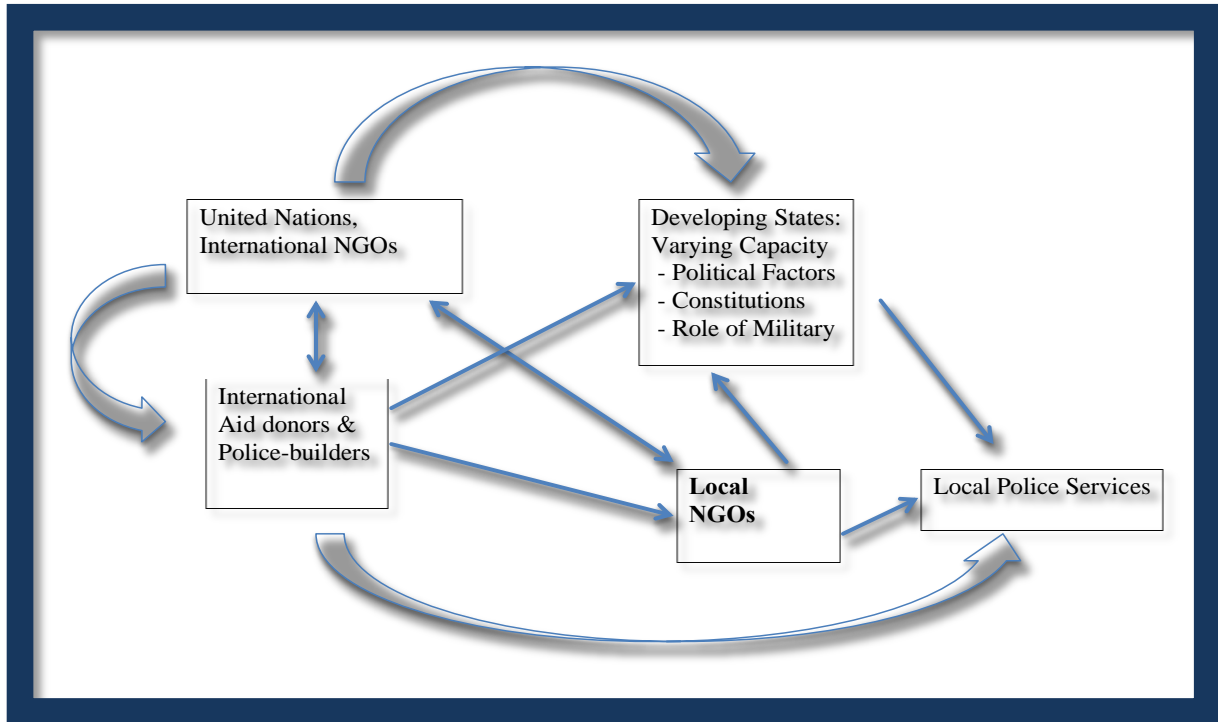 United Nations,
International NGOs
Developing States:
Varying Capacity
- Political Factors
- Constitutions
- Role of Military
International
Aid donors &
Police-builders
Local
NGOs
Local Police Services